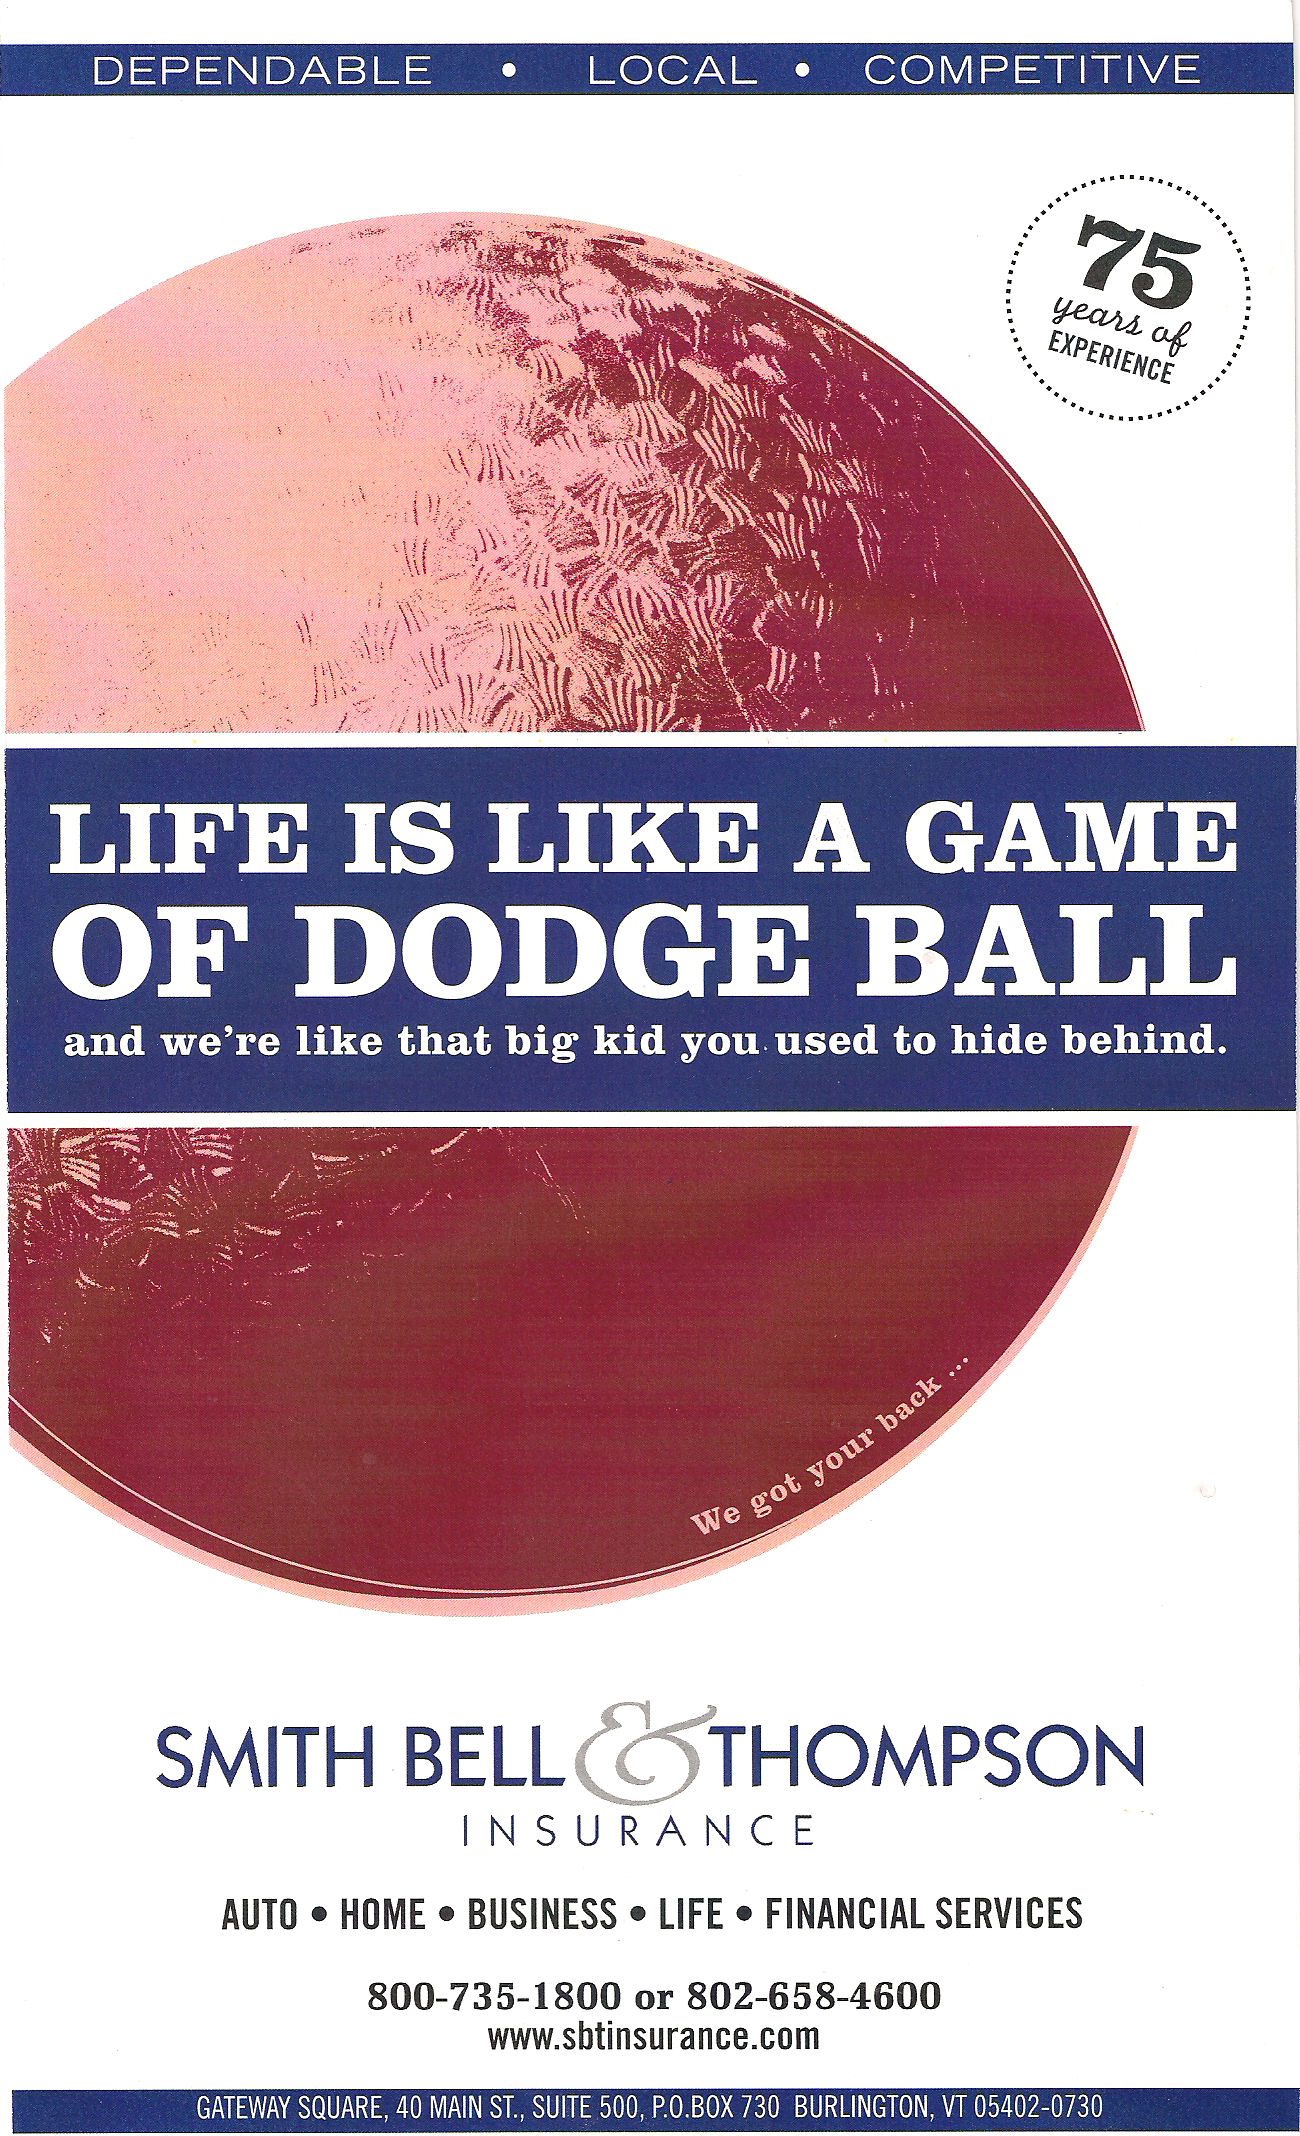 DEPENDABLE • LOCAL • COMPETITIVE
75
years of
EXPERIENCE
LIFE IS LIKE A GAME
OF DODGE BALL
and we're like that big kid you used to hide behind.
We got your back ...
SMITH BELL & THOMPSON
INSURANCE
AUTO • HOME • BUSINESS • LIFE • FINANCIAL SERVICES
800-735-1800 or 802-658-4600
www.sbtinsurance.com
GATEWAY SQUARE, 40 MAIN ST., SUITE 500, P.O.BOX 730 BURLINGTON, VT 05402-0730